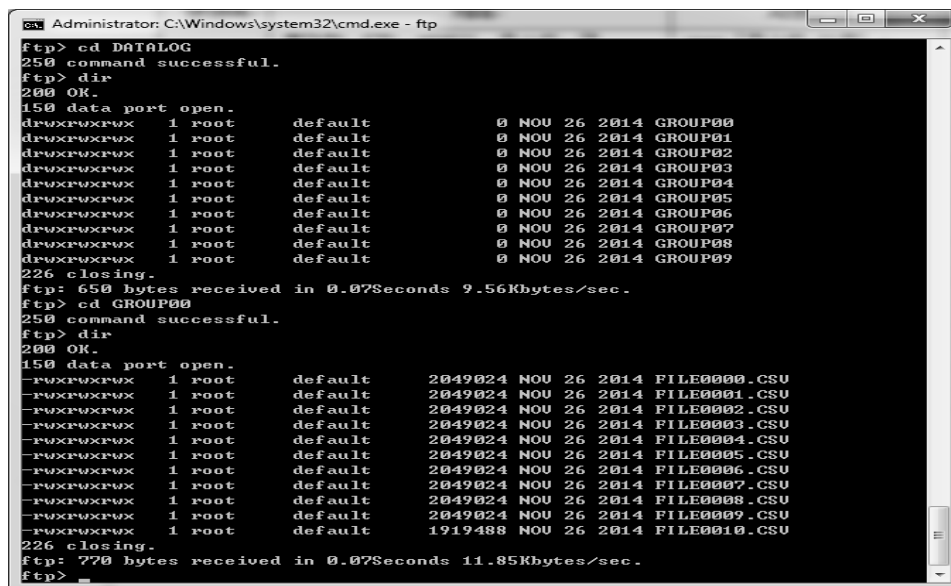 Administrator: C:\Windows\system32\cmd.exe - ftp
ftp> cd DATALOG
250 command successful.
ftp> dir
200 OK.
150 data port open.
drwxrwxrwx 1 root default 0 NOV 26 2014 GROUP00
drwxrwxrwx 1 root default 0 NOV 26 2014 GROUP01
drwxrwxrwx 1 root default 0 NOV 26 2014 GROUP02
drwxrwxrwx 1 root default 0 NOV 26 2014 GROUP03
drwxrwxrwx 1 root default 0 NOV 26 2014 GROUP04
drwxrwxrwx 1 root default 0 NOV 26 2014 GROUP05
drwxrwxrwx 1 root default 0 NOV 26 2014 GROUP06
drwxrwxrwx 1 root default 0 NOV 26 2014 GROUP07
drwxrwxrwx 1 root default 0 NOV 26 2014 GROUP08
drwxrwxrwx 1 root default 0 NOV 26 2014 GROUP09
226 closing.
ftp: 650 bytes received in 0.07Seconds 9.56Kbytes/sec.
ftp> cd GROUP00
250 command successful.
ftp> dir
200 OK.
150 data port open.
-rwxrwxrwx 1 root default 2049024 NOV 26 2014 FILE0000.CSV
-rwxrwxrwx 1 root default 2049024 NOV 26 2014 FILE0001.CSV
-rwxrwxrwx 1 root default 2049024 NOV 26 2014 FILE0002.CSV
-rwxrwxrwx 1 root default 2049024 NOV 26 2014 FILE0003.CSV
-rwxrwxrwx 1 root default 2049024 NOV 26 2014 FILE0004.CSV
-rwxrwxrwx 1 root default 2049024 NOV 26 2014 FILE0005.CSV
-rwxrwxrwx 1 root default 2049024 NOV 26 2014 FILE0006.CSV
-rwxrwxrwx 1 root default 2049024 NOV 26 2014 FILE0007.CSV
-rwxrwxrwx 1 root default 2049024 NOV 26 2014 FILE0008.CSV
-rwxrwxrwx 1 root default 2049024 NOV 26 2014 FILE0009.CSV
-rwxrwxrwx 1 root default 1919488 NOV 26 2014 FILE0010.CSV
226 closing.
ftp: 770 bytes received in 0.07Seconds 11.85Kbytes/sec.
ftp> _